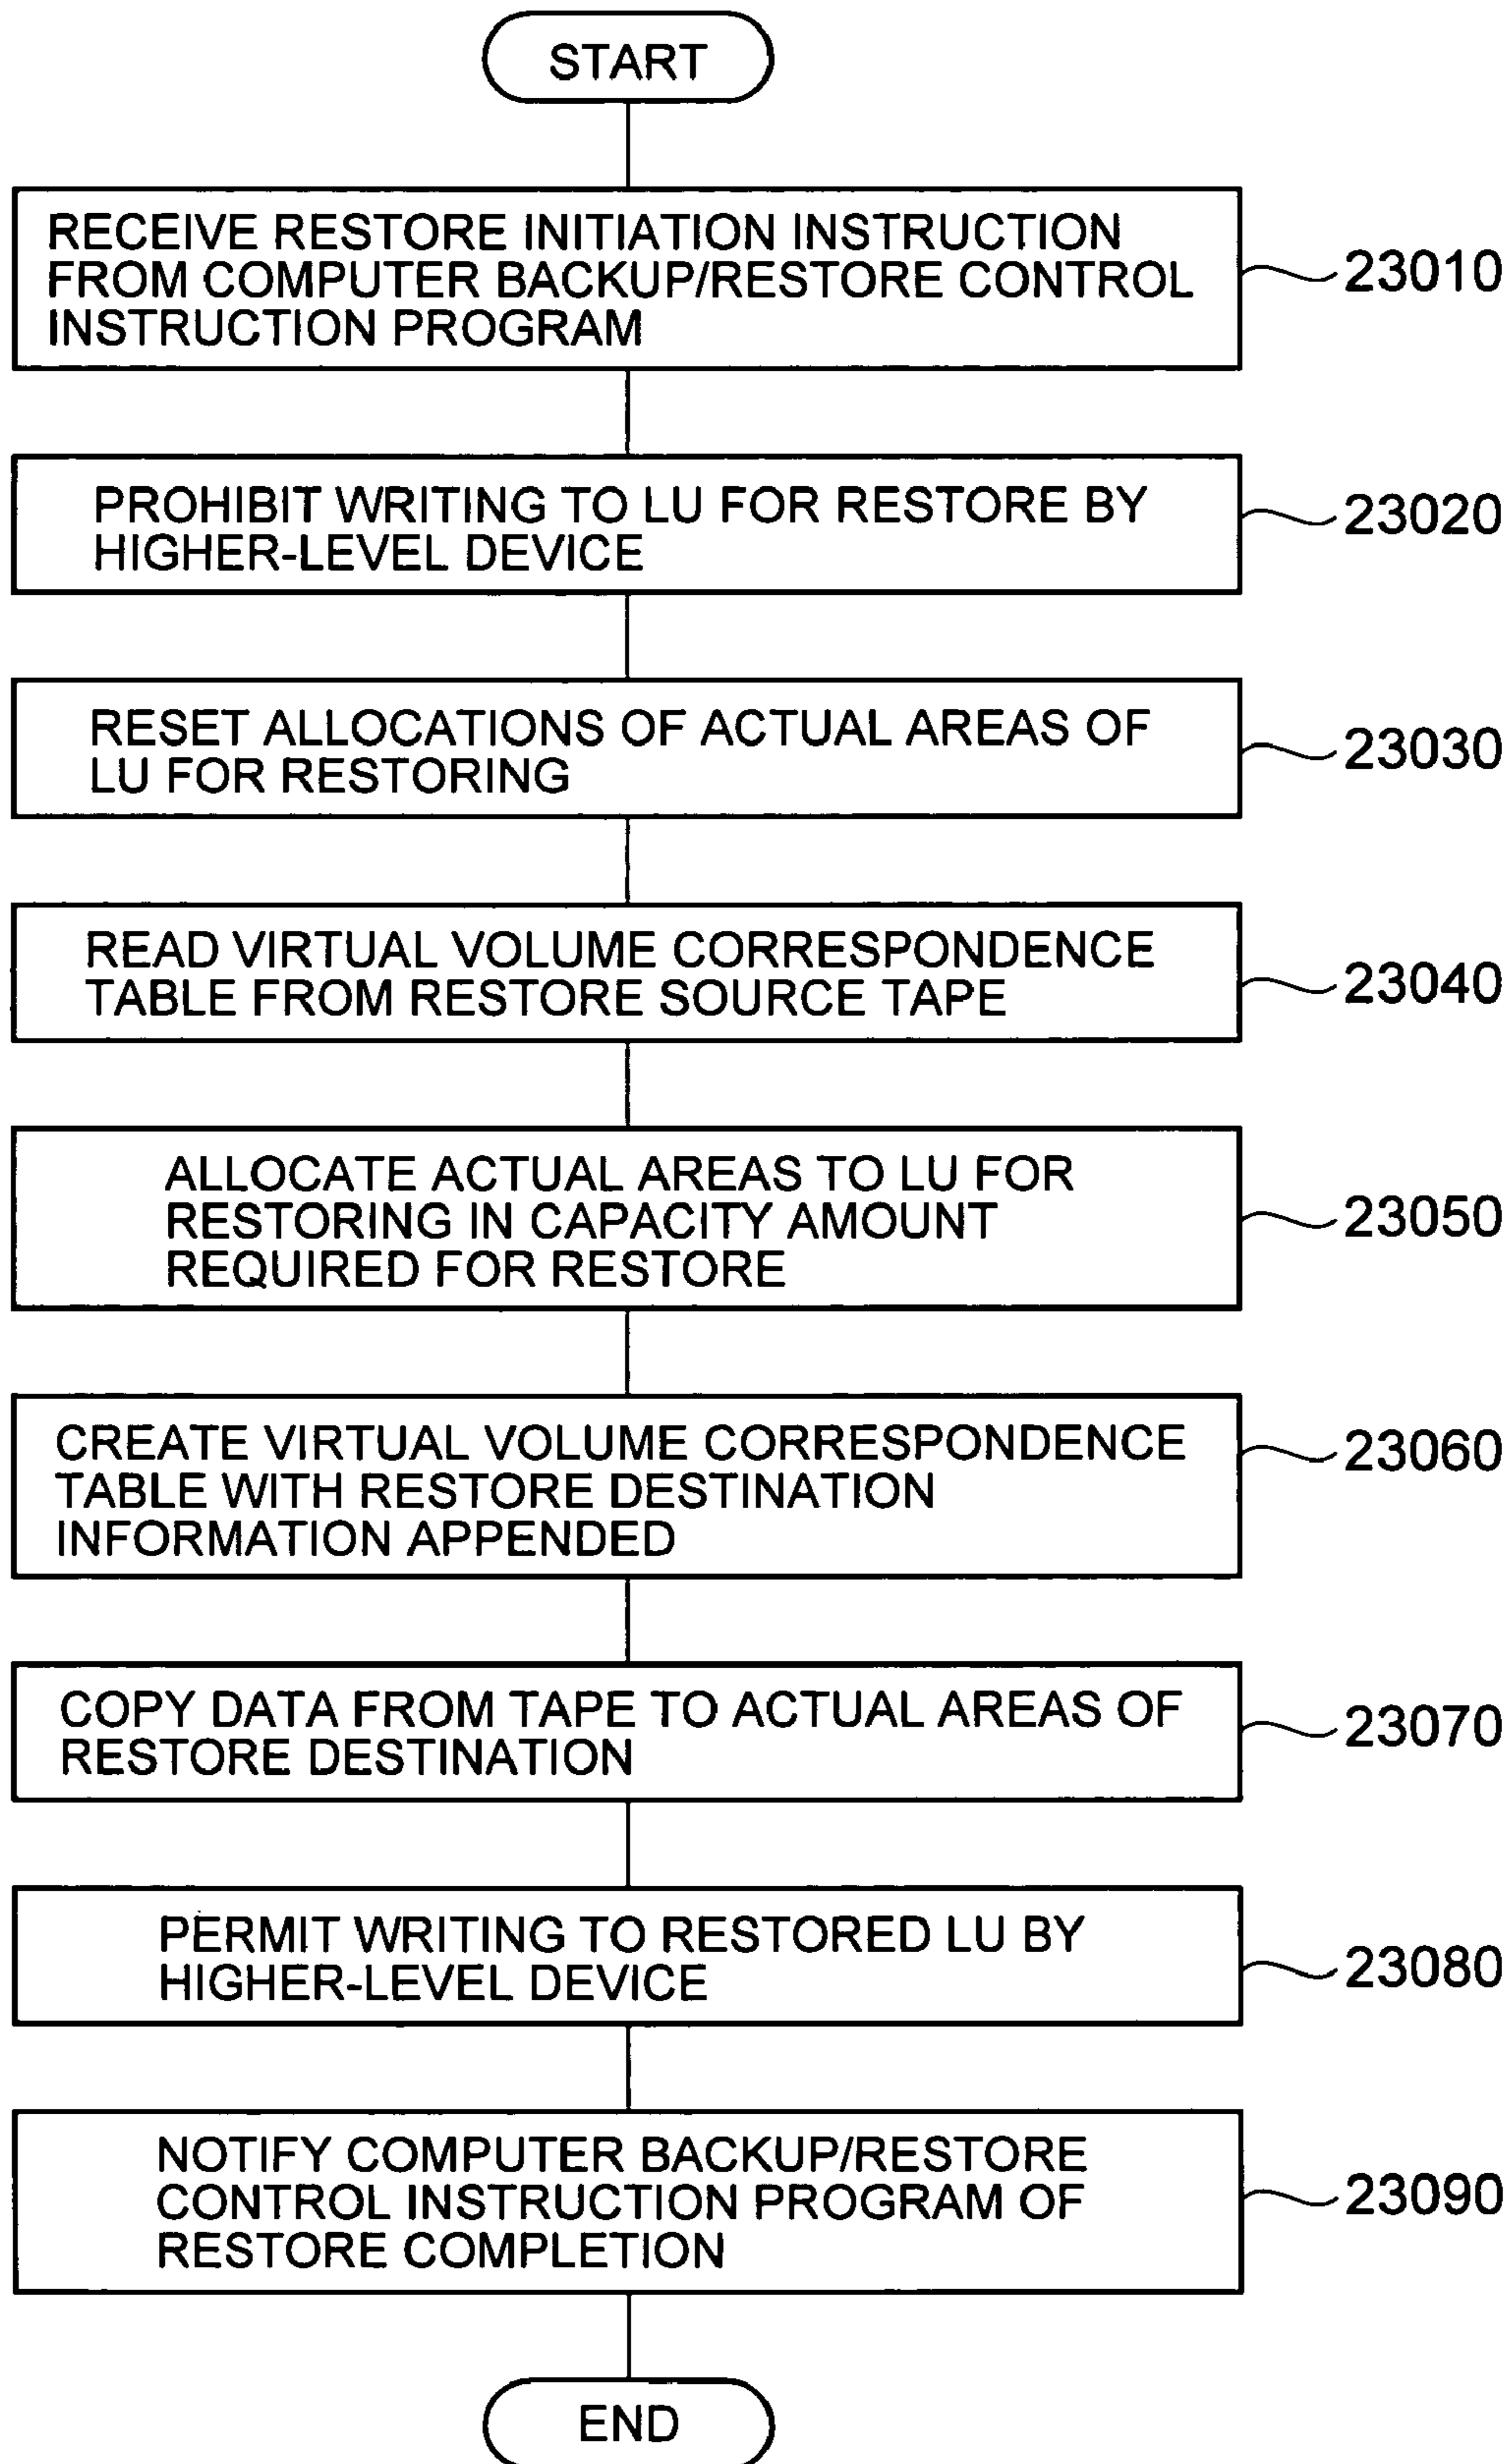 START
RECEIVE RESTORE INITIATION INSTRUCTION
FROM COMPUTER BACKUP/RESTORE CONTROL
INSTRUCTION PROGRAM
23010
PROHIBIT WRITING TO LU FOR RESTORE BY
HIGHER-LEVEL DEVICE
23020
RESET ALLOCATIONS OF ACTUAL AREAS OF
LU FOR RESTORING
23030
READ VIRTUAL VOLUME CORRESPONDENCE
TABLE FROM RESTORE SOURCE TAPE
23040
ALLOCATE ACTUAL AREAS TO LU FOR
RESTORING IN CAPACITY AMOUNT
REQUIRED FOR RESTORE
23050
CREATE VIRTUAL VOLUME CORRESPONDENCE
TABLE WITH RESTORE DESTINATION
INFORMATION APPENDED
23060
COPY DATA FROM TAPE TO ACTUAL AREAS OF
RESTORE DESTINATION
23070
PERMIT WRITING TO RESTORED LU BY
HIGHER-LEVEL DEVICE
23080
NOTIFY COMPUTER BACKUP/RESTORE
CONTROL INSTRUCTION PROGRAM OF
RESTORE COMPLETION
23090
END